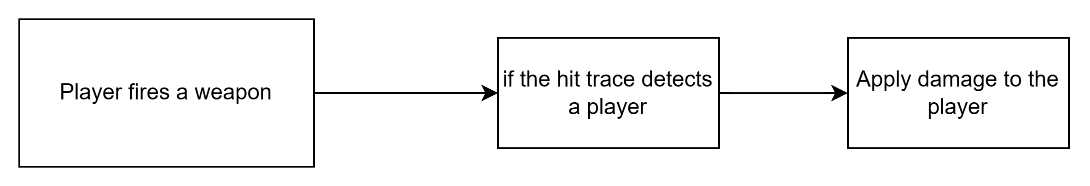 Player fires a weapon
if the hit trace detects
a player
Apply damage to the
player